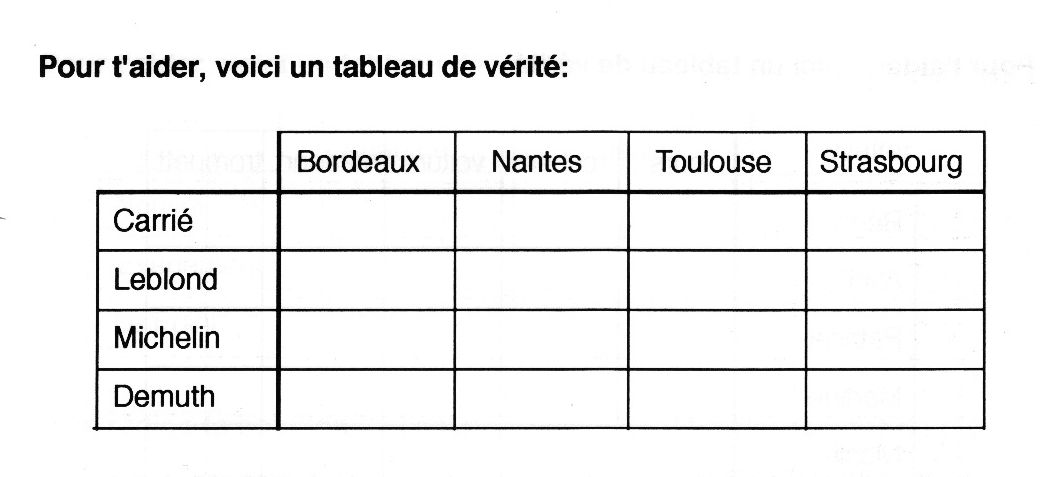 Pour t'aider, voici un tableau de vérité:
Bordeaux Nantes Toulouse Strasbourg
Carrié
Leblond
Michelin
Demuth